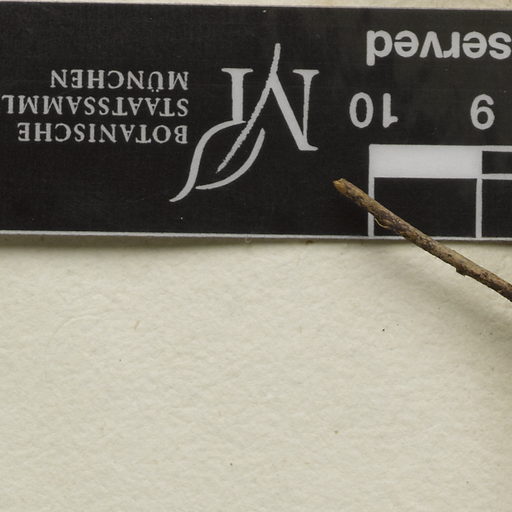 9 10
served
M
BOTANISCHE
STAATSSAMML
MÜNCHEN